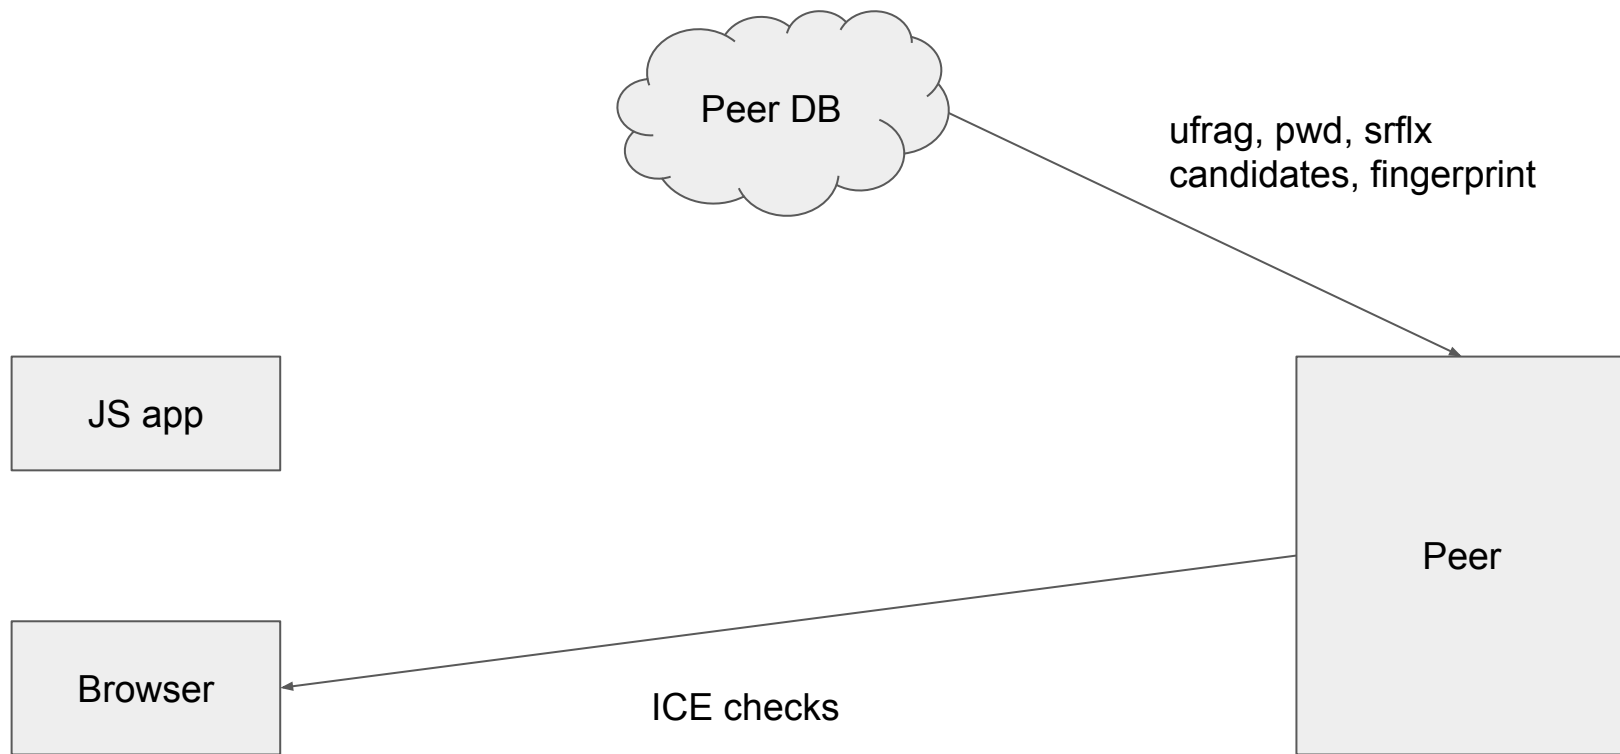 Peer DB
ufrag, pwd, srflx
candidates, fingerprint
JS app
Peer
Browser
ICE checks